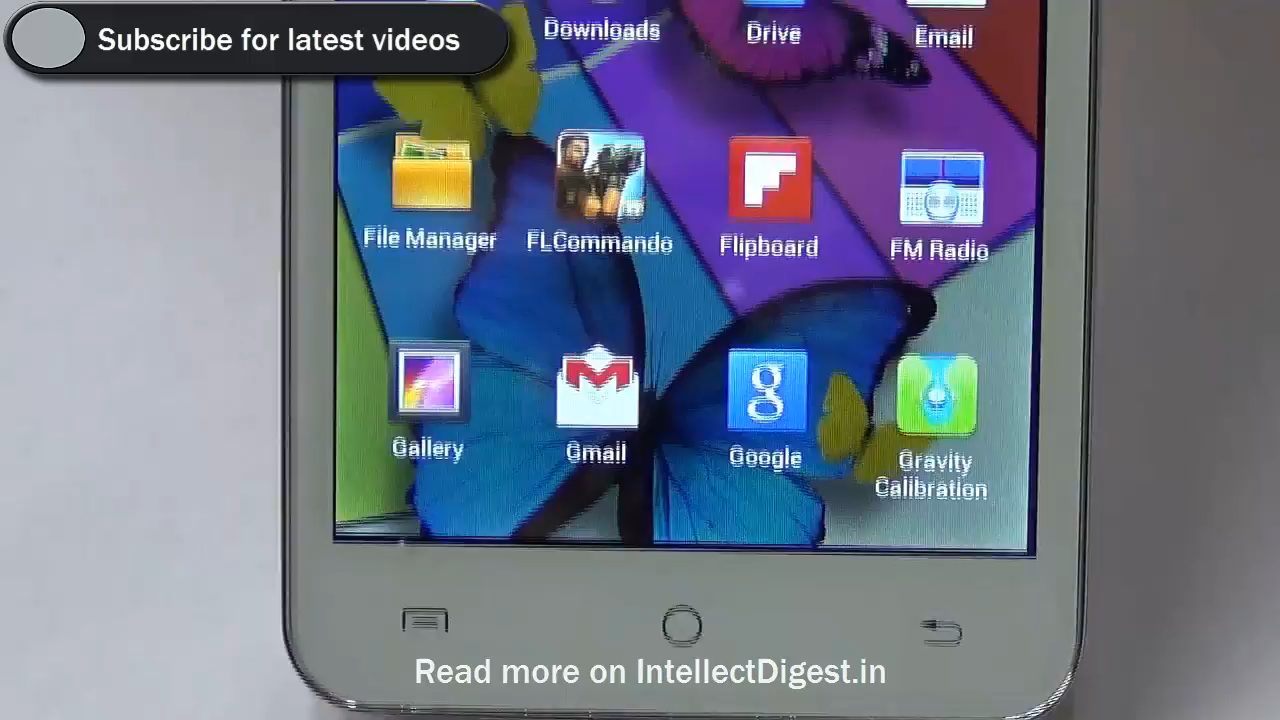 Subscribe for latest videos
Downloads
Drive
Email
File Manager
FLCommando
Flipboard
FM Radio
Gallery
Gmail
Google
Gravity
Calibration
Read more on IntellectDigest.in